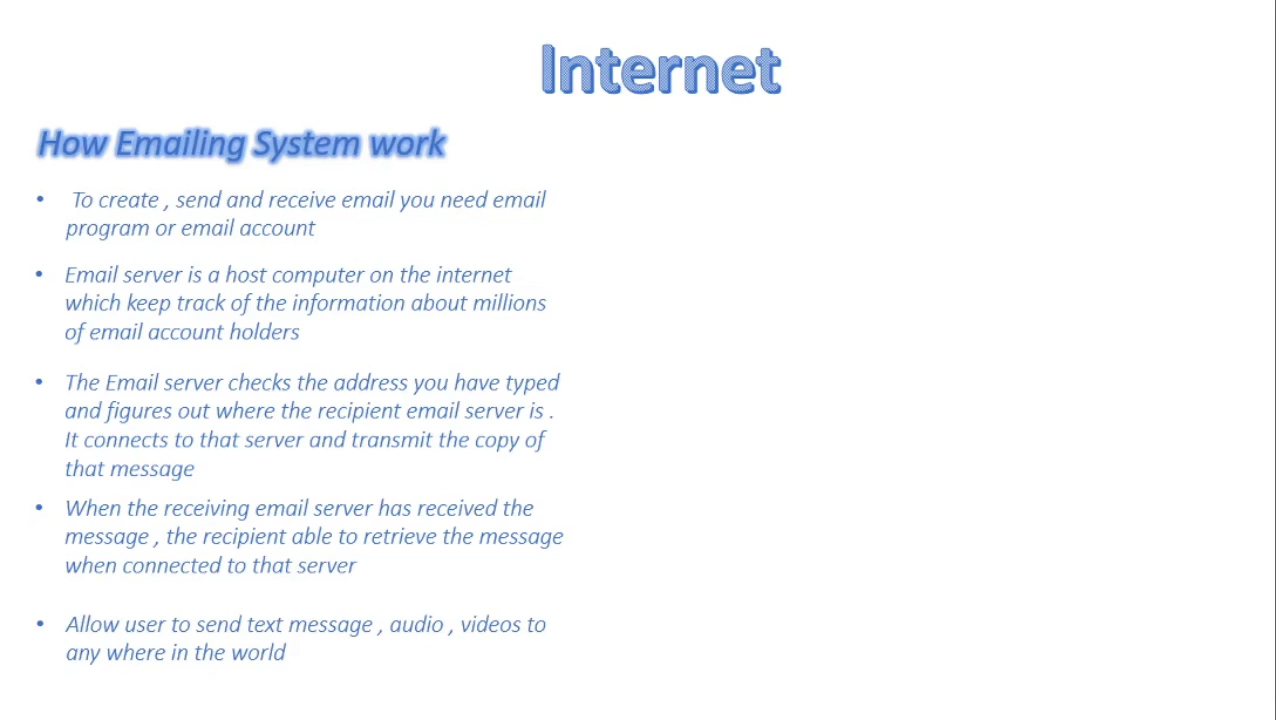 Internet
How Emailing System work
• To create , send and receive email you need email
program or email account
• Email server is a host computer on the internet
which keep track of the information about millions
of email account holders
• The Email server checks the address you have typed
and figures out where the recipient email server is .
It connects to that server and transmit the copy of
that message
• When the receiving email server has received the
message , the recipient able to retrieve the message
when connected to that server
• Allow user to send text message , audio , videos to
any where in the world